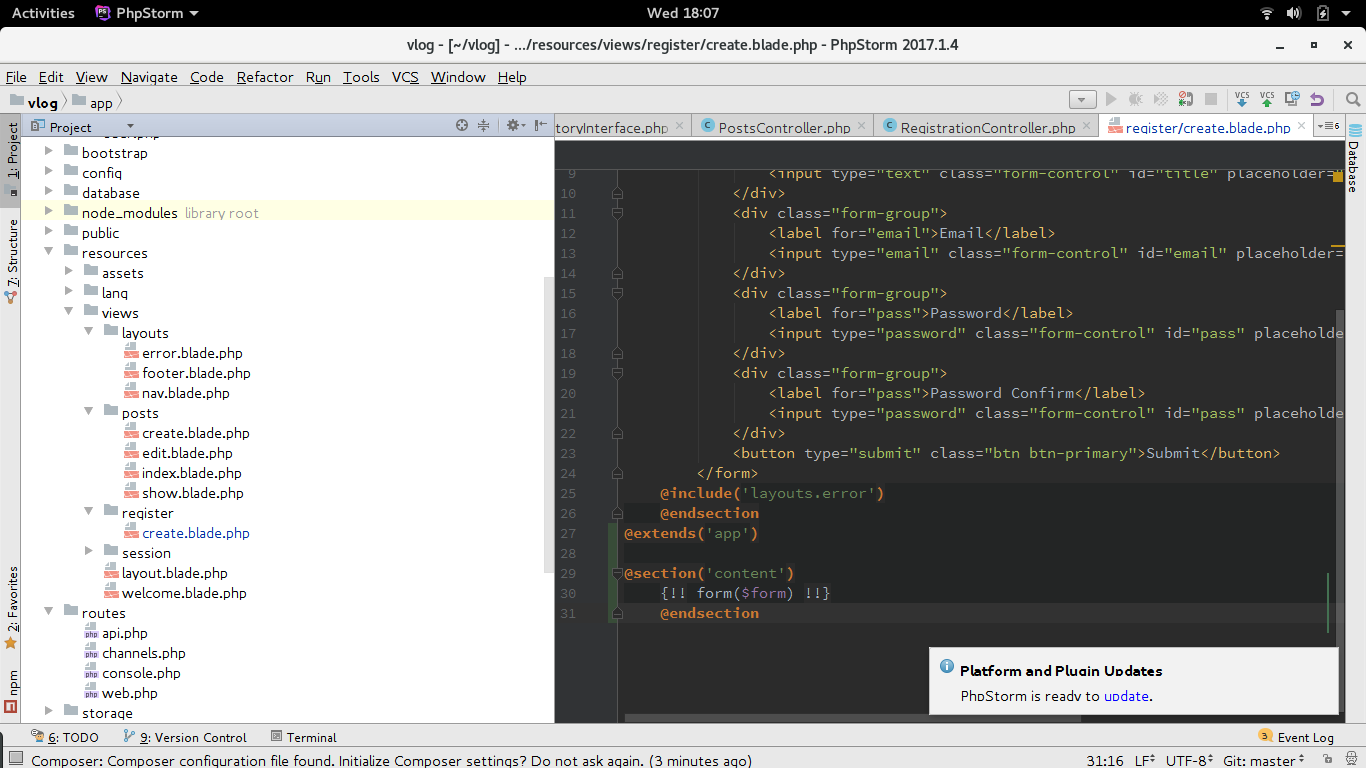 Activities PhpStorm Wed 18:07
vlog - [~/vlog] - .../resources/views/register/create.blade.php - PhpStorm 2017.1.4
File Edit View Navigate Code Refactor Run Tools VCS Window Help
vlog app VCS VCS
1: Project
7: Structure
2: Favorites
npm
Project
bootstrap
config
database
node_modules library root
public
resources
assets
lang
views
layouts
error.blade.php
footer.blade.php
nav.blade.php
posts
create.blade.php
edit.blade.php
index.blade.php
show.blade.php
register
create.blade.php
session
layout.blade.php
welcome.blade.php
routes
api.php
channels.php
console.php
web.php
storage
toryInterface.php PostsController.php RegistrationController.php register/create.blade.php 6
Database
9 <input type="text" class="form-control" id="title" placeholder=
10 </div>
11 <div class="form-group">
12 <label for="email">Email</label>
13 <input type="email" class="form-control" id="email" placeholder=
14 </div>
15 <div class="form-group">
16 <label for="pass">Password</label>
17 <input type="password" class="form-control" id="pass" placeholde
18 </div>
19 <div class="form-group">
20 <label for="pass">Password Confirm</label>
21 <input type="password" class="form-control" id="pass" placeholde
22 </div>
23 <button type="submit" class="btn btn-primary">Submit</button>
24 </form>
25 @include('layouts.error')
26 @endsection
27 @extends('app')
28
29 @section('content')
30 {!! form($form) !!}
31 @endsection
Platform and Plugin Updates
PhpStorm is ready to update.
6: TODO 9: Version Control Terminal 3 Event Log
Composer: Composer configuration file found. Initialize Composer settings? Do not ask again. (3 minutes ago) 31:16 LF UTF-8 Git: master